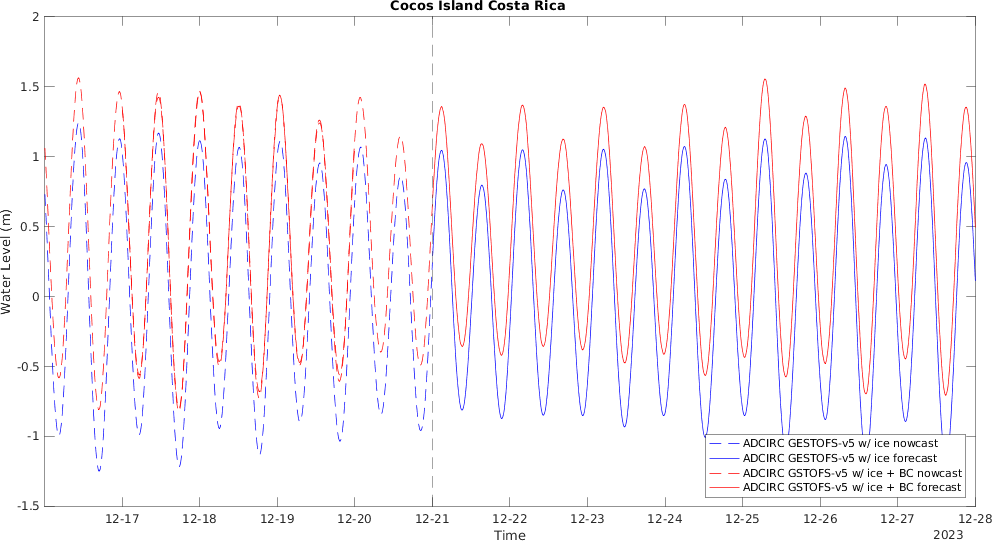 Cocos Island Costa Rica
2
1.5
1
0.5
0
-0.5
-1
-1.5
Water Level (m)
ADCIRC GESTOFS-v5 w/ ice nowcast
ADCIRC GESTOFS-v5 w/ ice forecast
ADCIRC GSTOFS-v5 w/ ice + BC nowcast
ADCIRC GSTOFS-v5 w/ ice + BC forecast
12-17 12-18 12-19 12-20 12-21 12-22 12-23 12-24 12-25 12-26 12-27 12-28
Time
2023